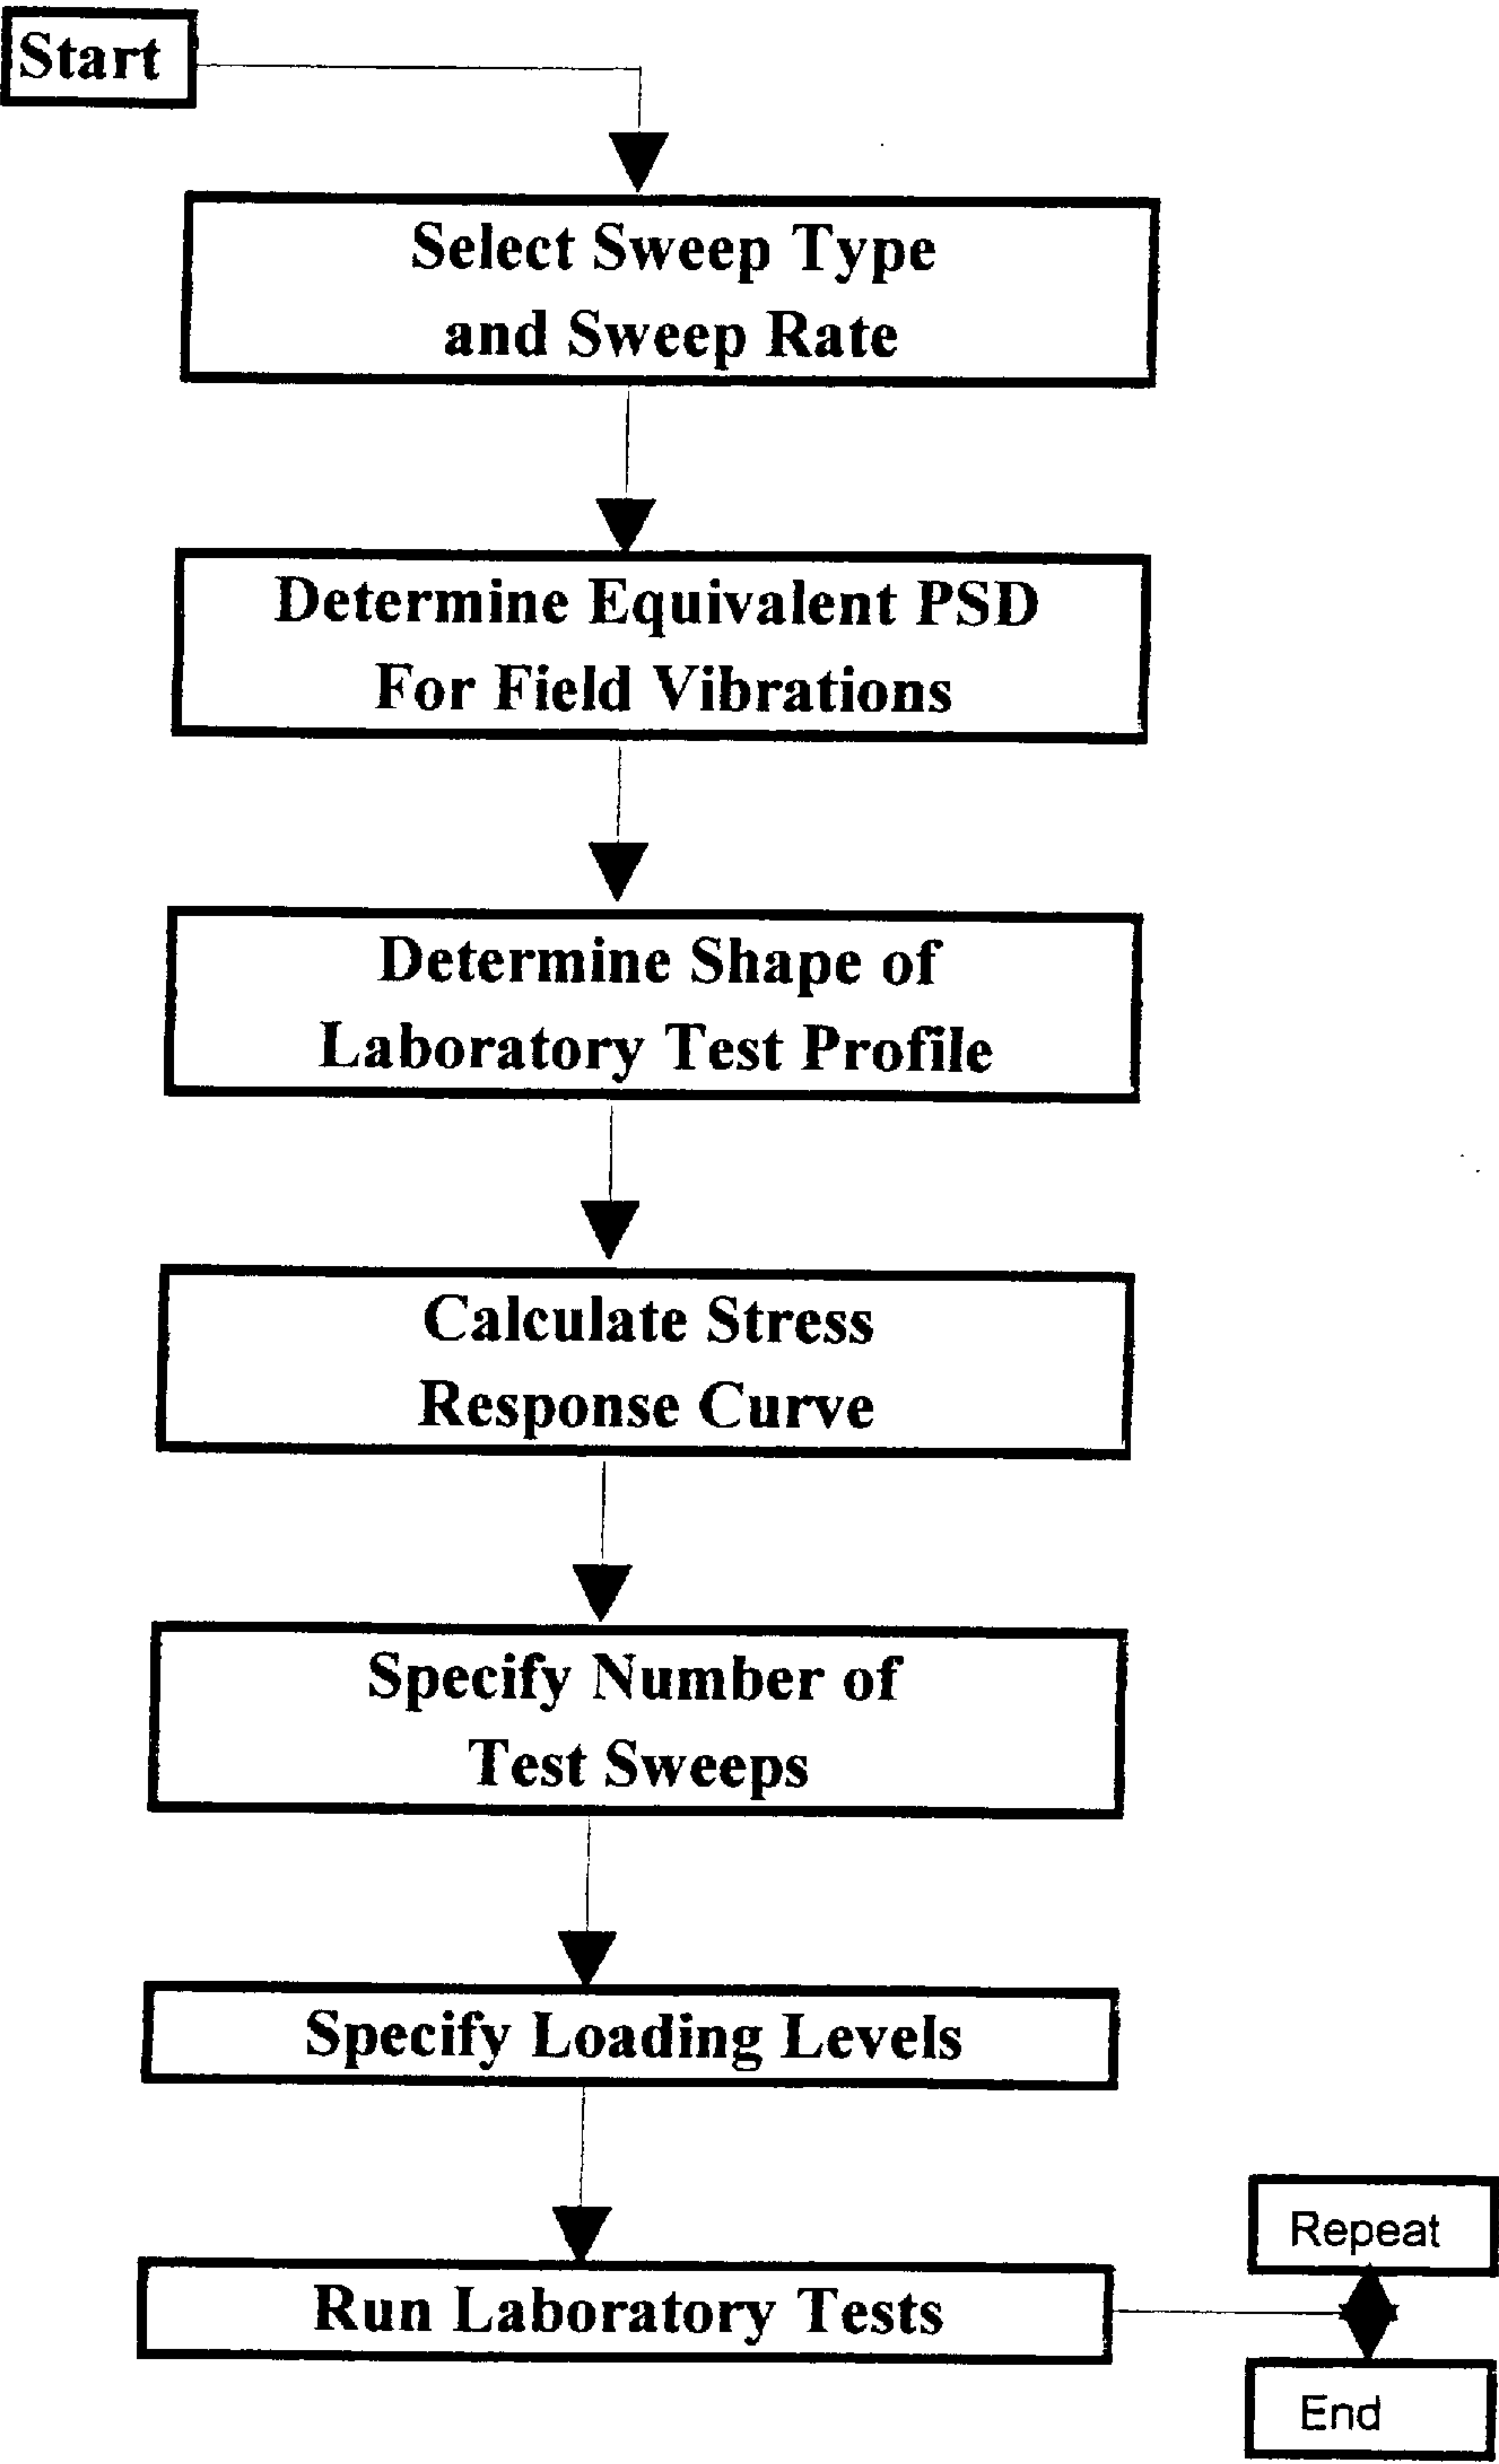 Start
Select Sweep Type
and Sweep Rate
Determine Equivalent PSD
For Field Vibrations
Determine Shape of
Laboratory Test Profile
Calculate Stress
Response Curve
Specify Number of
Test Sweeps
Specify Loading Levels
Run Laboratory Tests
Repeat
End